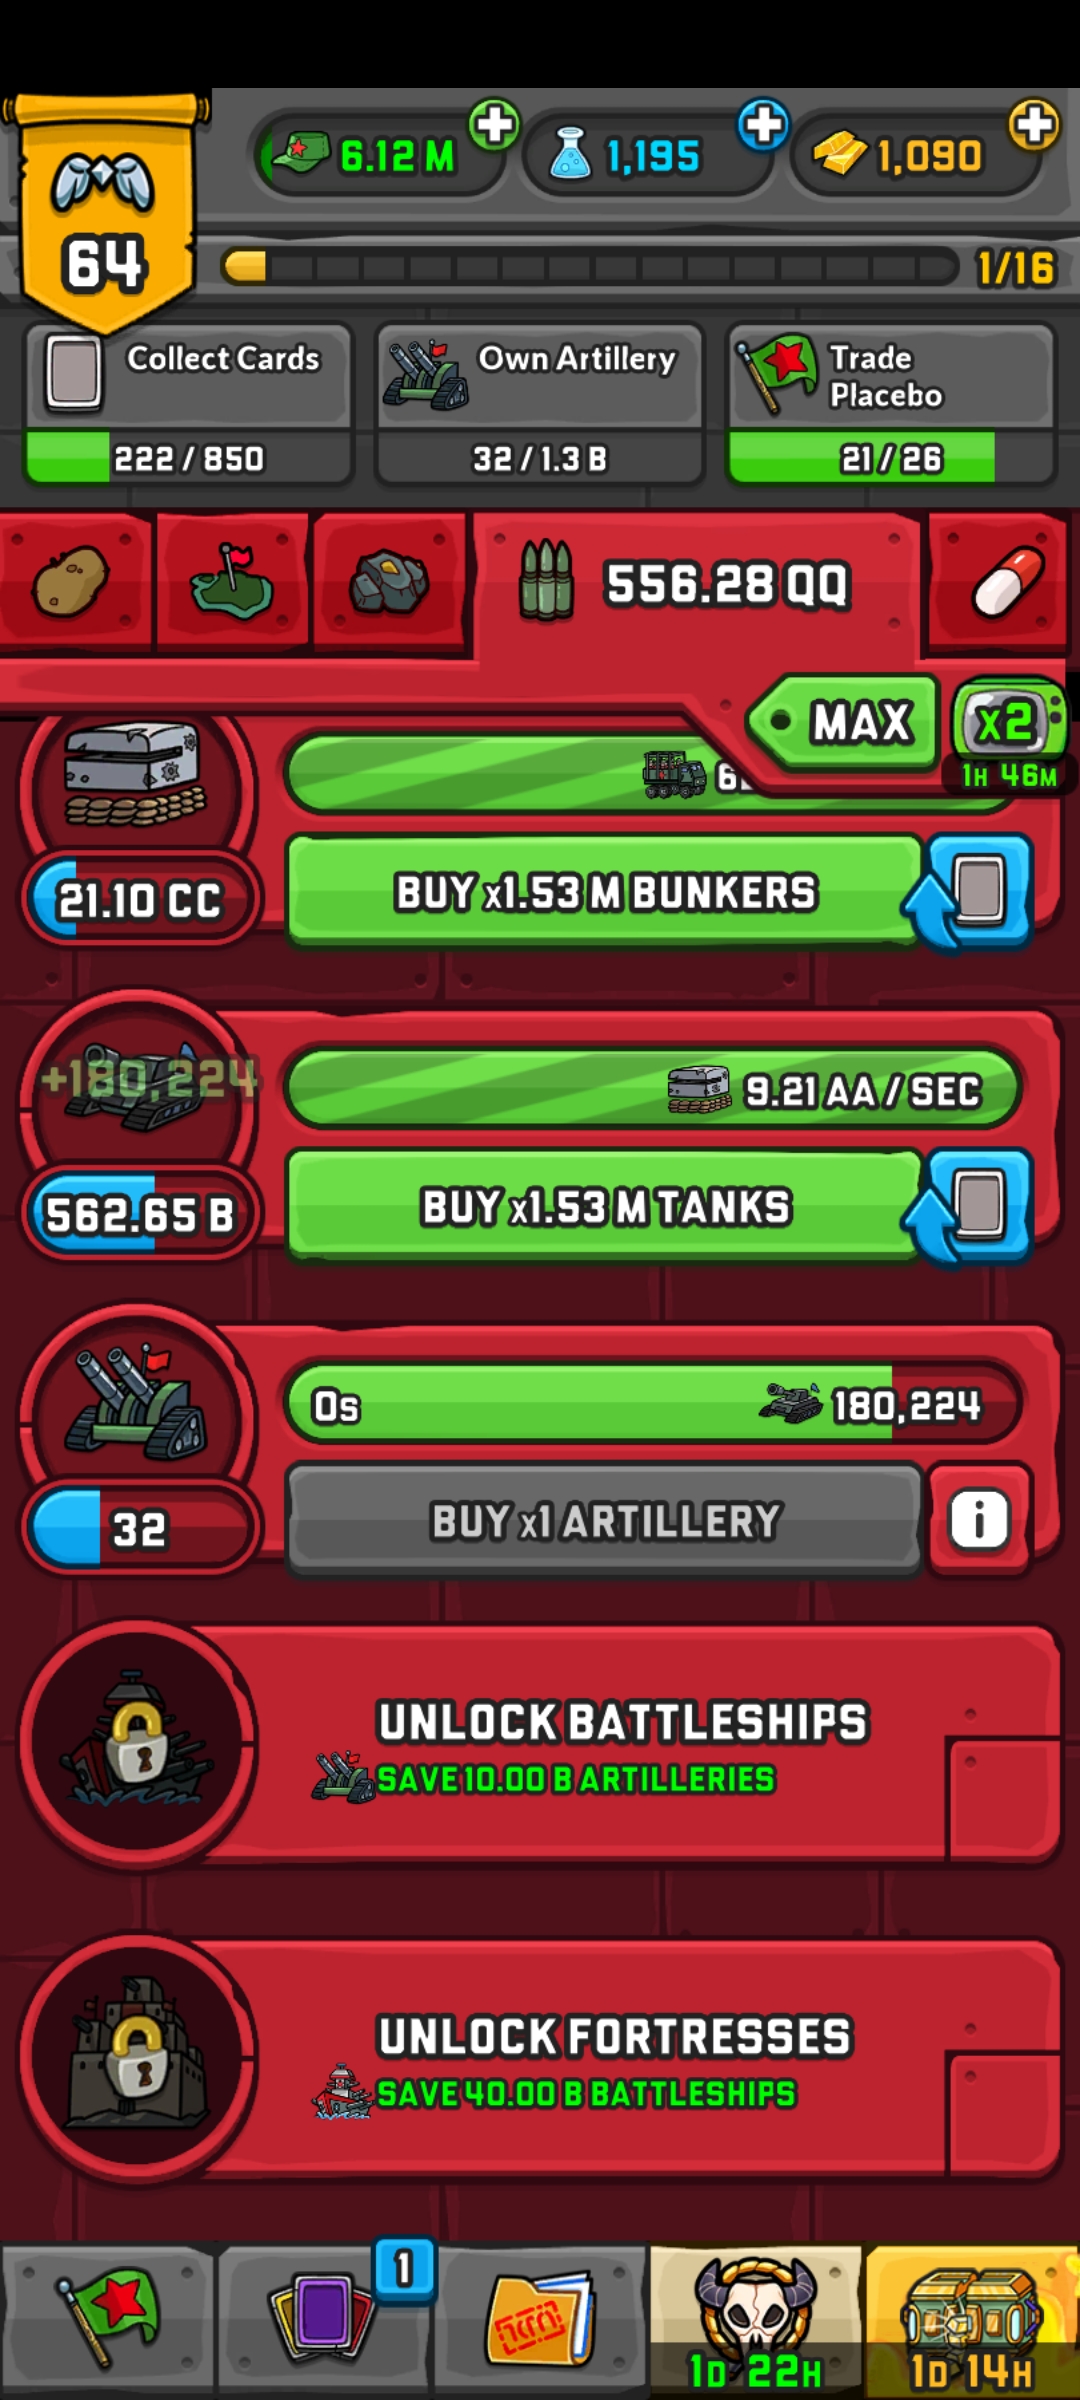 64
6.12 M
1,195
1,090
1/16
Collect Cards
222 / 850
Own Artillery
32 / 1.3 B
Trade
Placebo
21 / 26
556.28 QQ
MAX
x2
1H 46M
21.10 CC
BUY x1.53 M BUNKERS
+180,224
9.21 AA / SEC
562.65 B
BUY x1.53 M TANKS
0s
180,224
32
BUY x1 ARTILLERY
i
UNLOCK BATTLESHIPS
SAVE 10.00 B ARTILLERIES
UNLOCK FORTRESSES
SAVE 40.00 B BATTLESHIPS
1
1D 22H
1D 14H